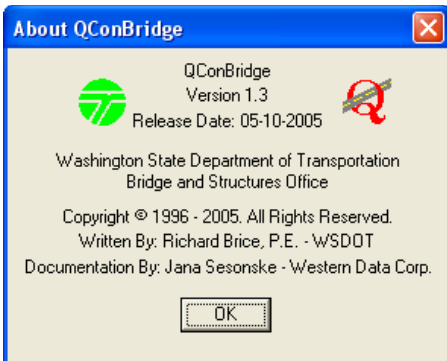 About QConBridge
QConBridge
Version 1.3
Release Date: 05-10-2005
Washington State Department of Transportation
Bridge and Structures Office
Copyright © 1996 - 2005. All Rights Reserved.
Written By: Richard Brice, P.E. - WSDOT
Documentation By: Jana Sesonske - Western Data Corp.
OK